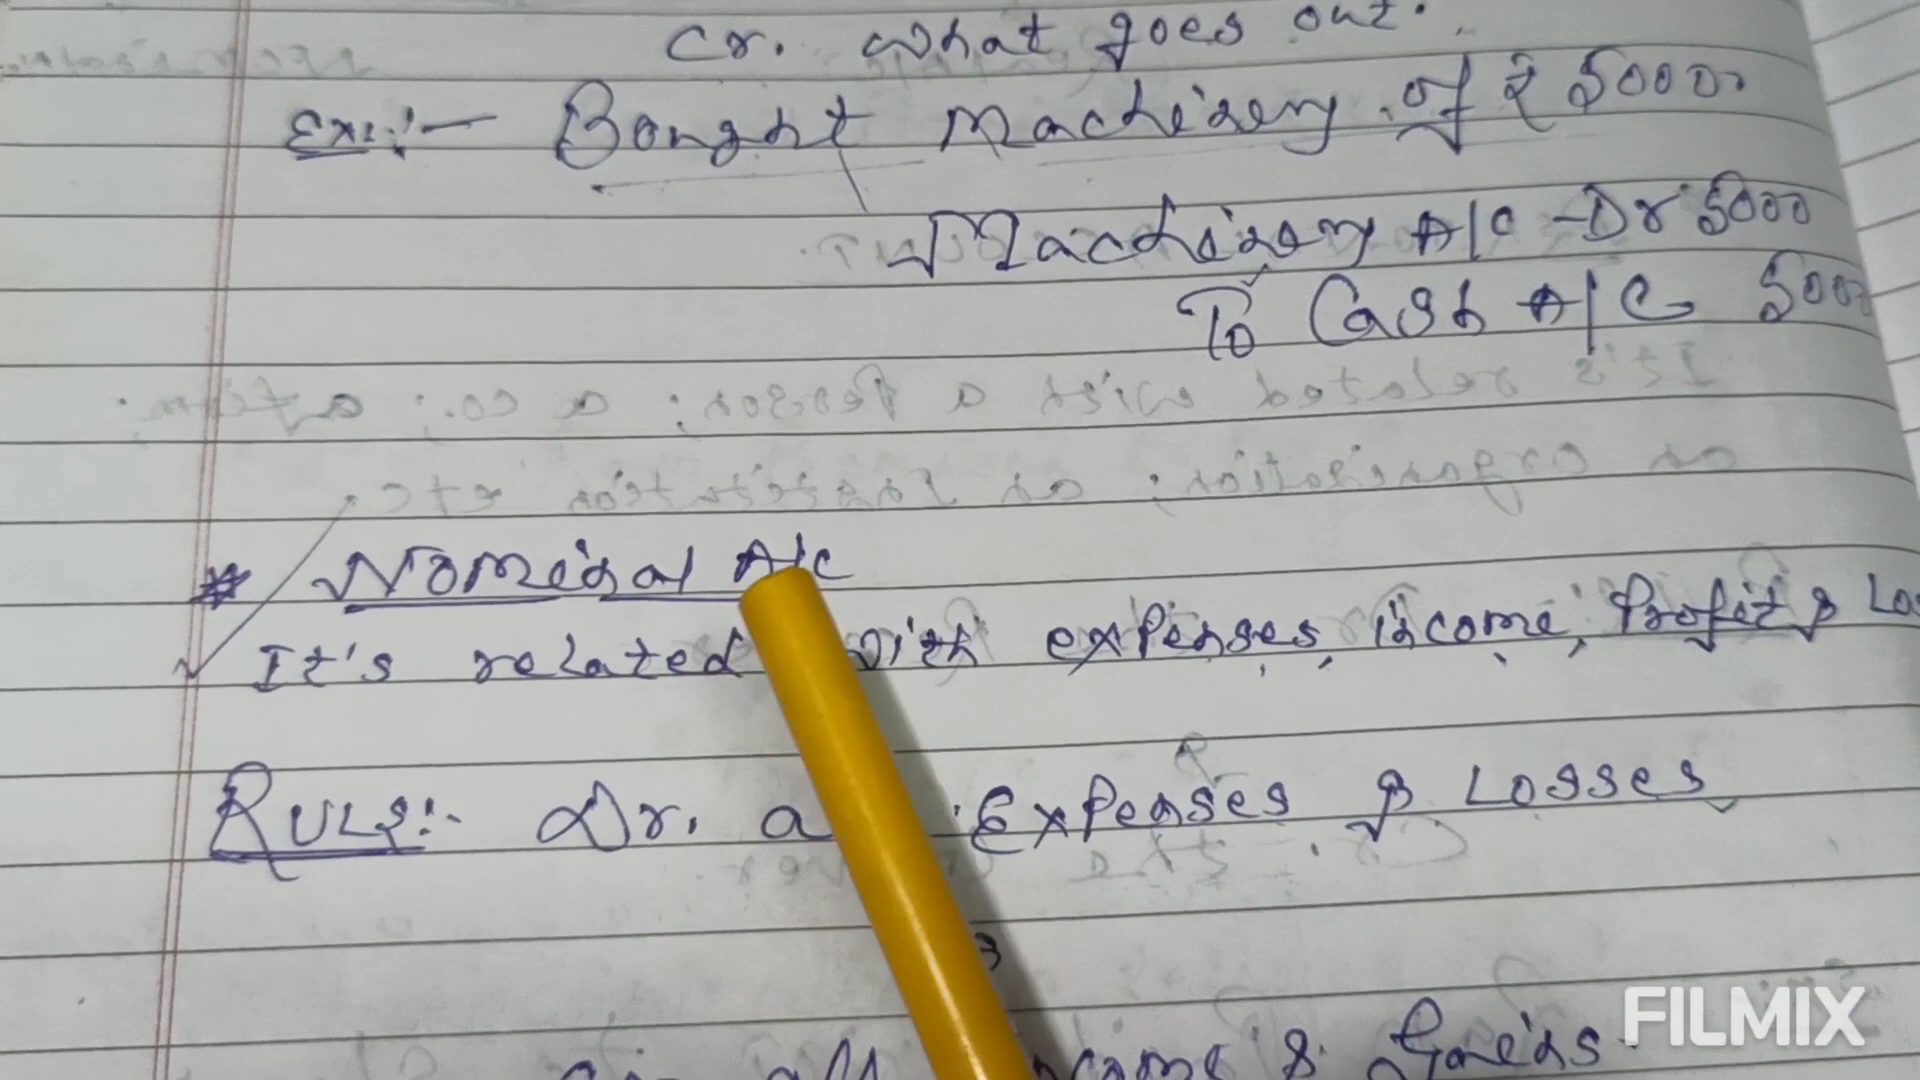 Cr. What goes out.
Ex:- Bought Machinery of ₹ 5000
Machinery A/C - Dr 5000
To Cash A/C 5000
* Nominal A/c
It's related with expenses, income, Profit &
RULE:- Dr. Expenses & Losses
all & Gains.
FILMIX